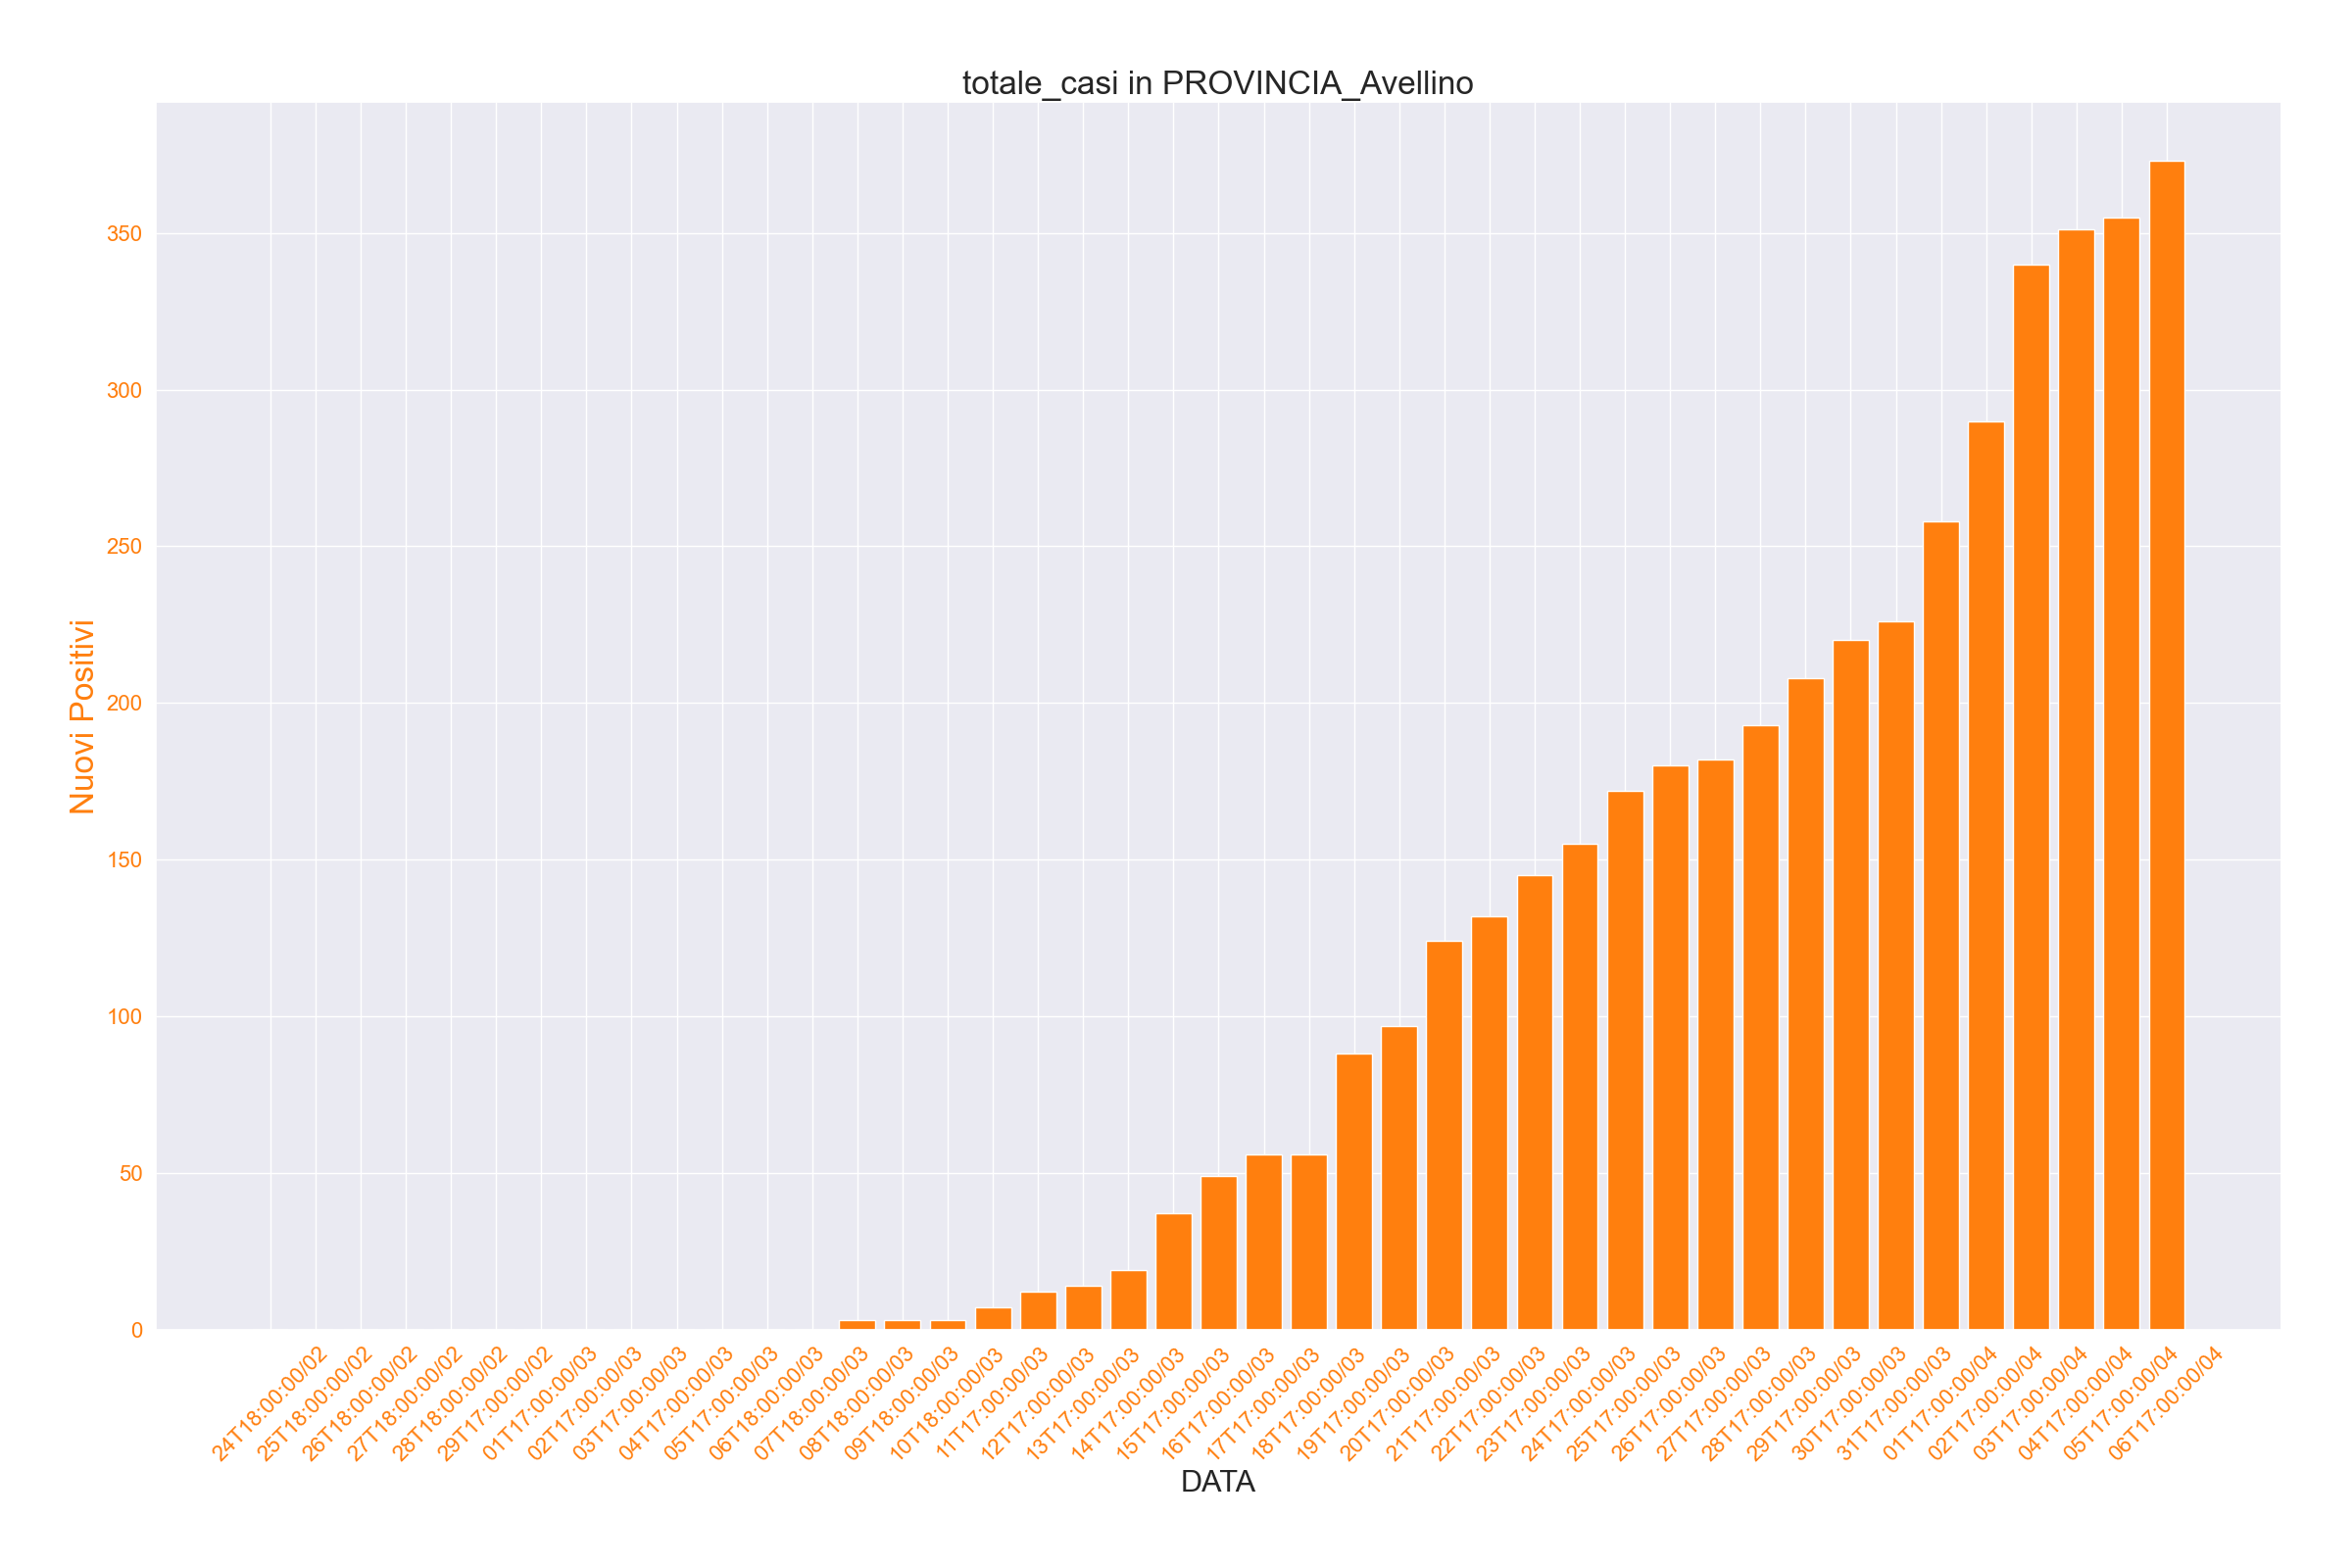 totale_casi in PROVINCIA_Avellino
Nuovi Positivi
350
300
250
200
150
100
50
0
24T18:00:00/02
25T18:00:00/02
26T18:00:00/02
27T18:00:00/02
28T18:00:00/02
29T17:00:00/02
01T17:00:00/03
02T17:00:00/03
03T17:00:00/03
04T17:00:00/03
05T17:00:00/03
06T18:00:00/03
07T18:00:00/03
08T18:00:00/03
09T18:00:00/03
10T18:00:00/03
11T17:00:00/03
12T17:00:00/03
13T17:00:00/03
14T17:00:00/03
15T17:00:00/03
16T17:00:00/03
17T17:00:00/03
18T17:00:00/03
19T17:00:00/03
20T17:00:00/03
21T17:00:00/03
22T17:00:00/03
23T17:00:00/03
24T17:00:00/03
25T17:00:00/03
26T17:00:00/03
27T17:00:00/03
28T17:00:00/03
29T17:00:00/03
30T17:00:00/03
31T17:00:00/03
01T17:00:00/04
02T17:00:00/04
03T17:00:00/04
04T17:00:00/04
05T17:00:00/04
06T17:00:00/04
DATA